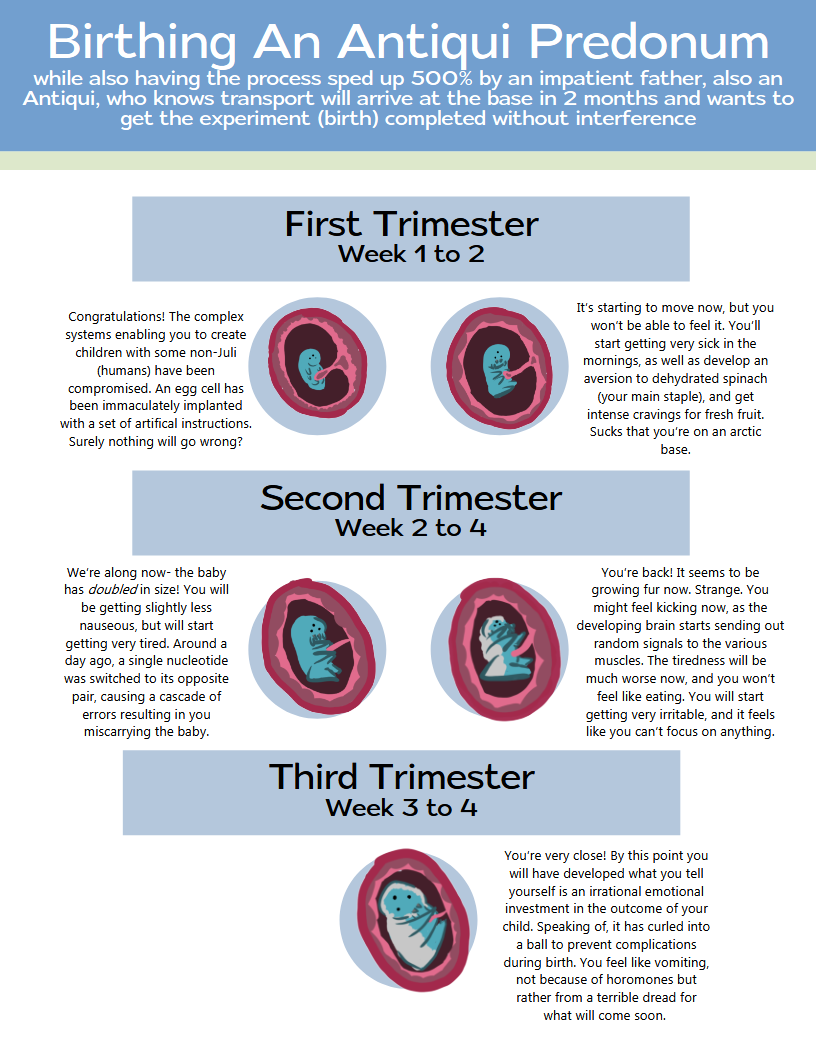 Birthing An Antiqui Predonum
while also having the process sped up 500% by an impatient father, also an
Antiqui, who knows transport will arrive at the base in 2 months and wants to
get the experiment (birth) completed without interference
First Trimester
Week 1 to 2
Congratulations! The complex
systems enabling you to create
children with some non-Juli
(humans) have been
compromised. An egg cell has
been immaculately implanted
with a set of artifical instructions.
Surely nothing will go wrong?
It's starting to move now, but you
won't be able to feel it. You'll
start getting very sick in the
mornings, as well as develop an
aversion to dehydrated spinach
(your main staple), and get
intense cravings for fresh fruit.
Sucks that you're on an arctic
base.
Second Trimester
Week 2 to 4
We're along now- the baby
has doubled in size! You will
be getting slightly less
nauseous, but will start
getting very tired. Around a
day ago, a single nucleotide
was switched to its opposite
pair, causing a cascade of
errors resulting in you
miscarrying the baby.
You're back! It seems to be
growing fur now. Strange. You
might feel kicking now, as the
developing brain starts sending out
random signals to the various
muscles. The tiredness will be
much worse now, and you won't
feel like eating. You will start
getting very irritable, and it feels
like you can't focus on anything.
Third Trimester
Week 3 to 4
You're very close! By this point you
will have developed what you tell
yourself is an irrational emotional
investment in the outcome of your
child. Speaking of, it has curled into
a ball to prevent complications
during birth. You feel like vomiting,
not because of horomones but
rather from a terrible dread for
what will come soon.